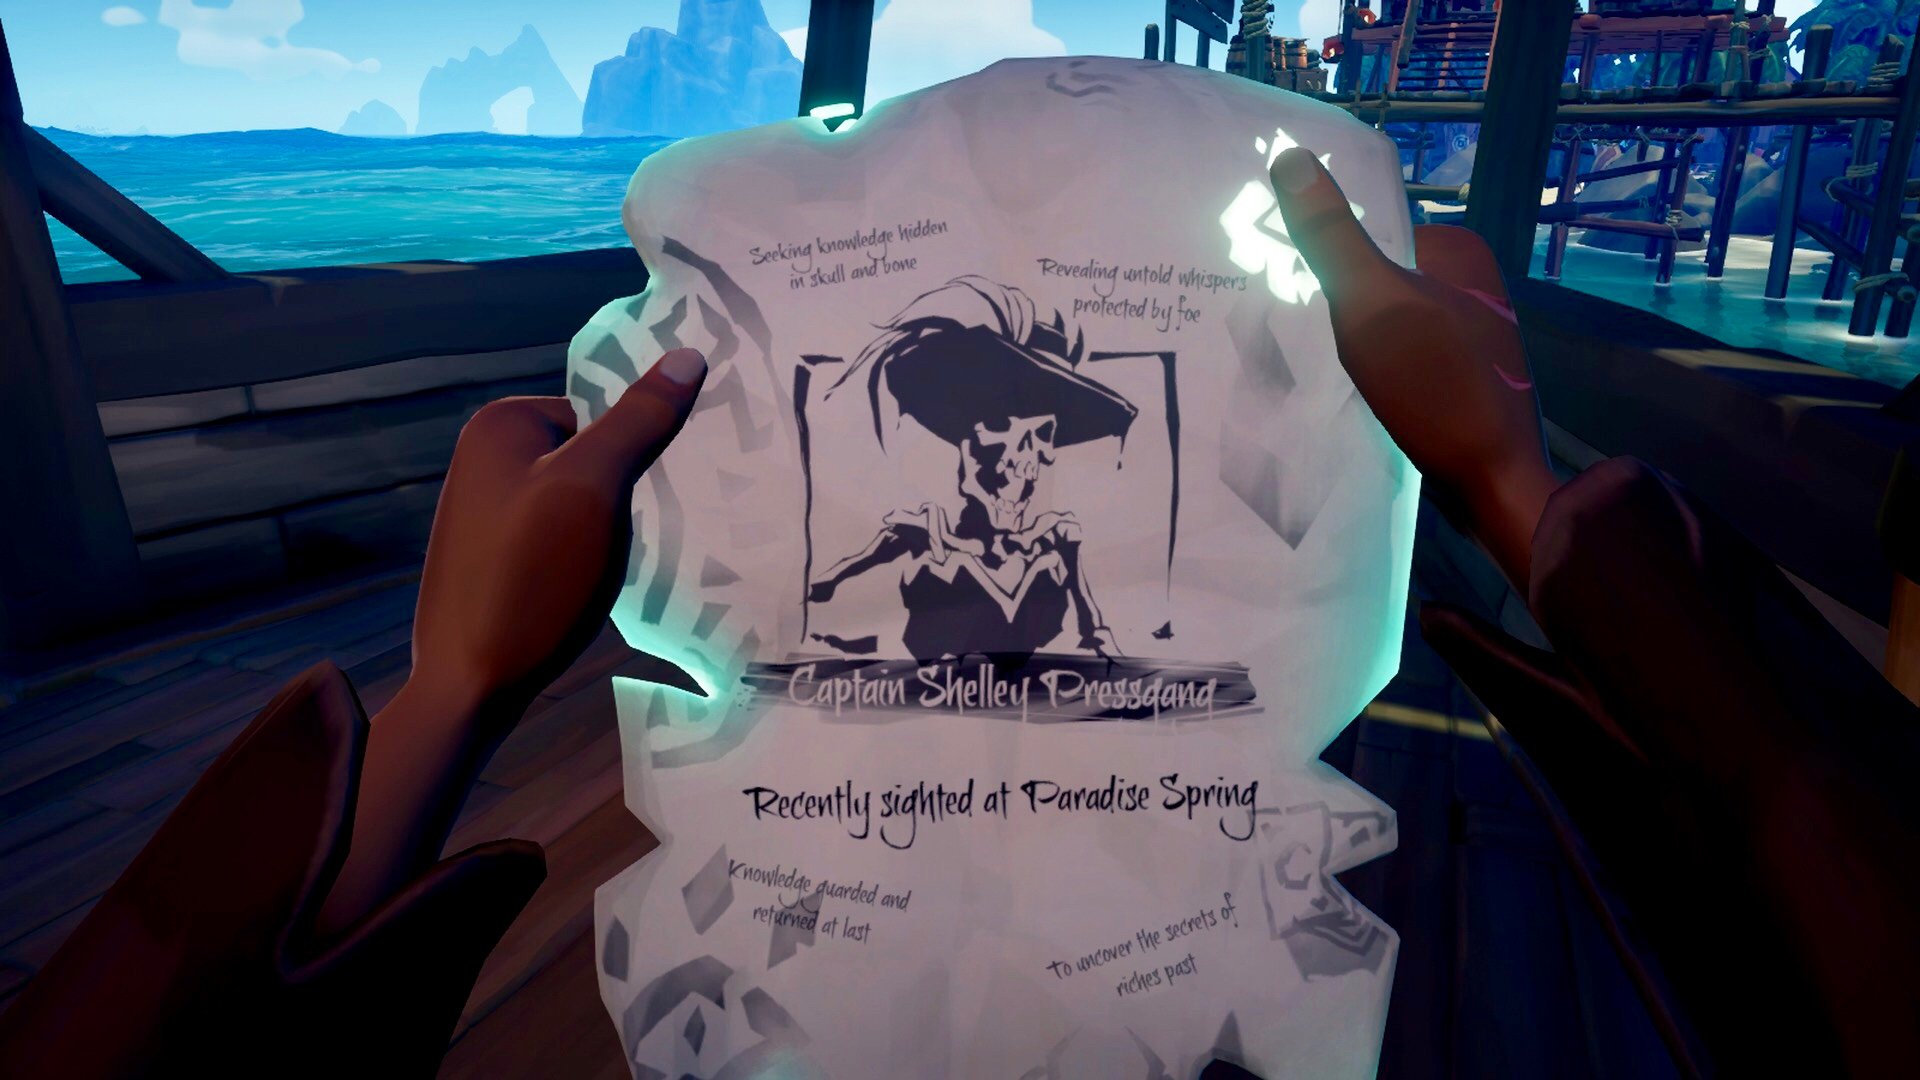 Seeking knowledge hidden
in skull and bone
Revealing untold whispers
protected by foe
Captain Shelley Pressgang
Recently sighted at Paradise Spring
Knowledge guarded and
returned at last
To uncover the secrets of
riches past